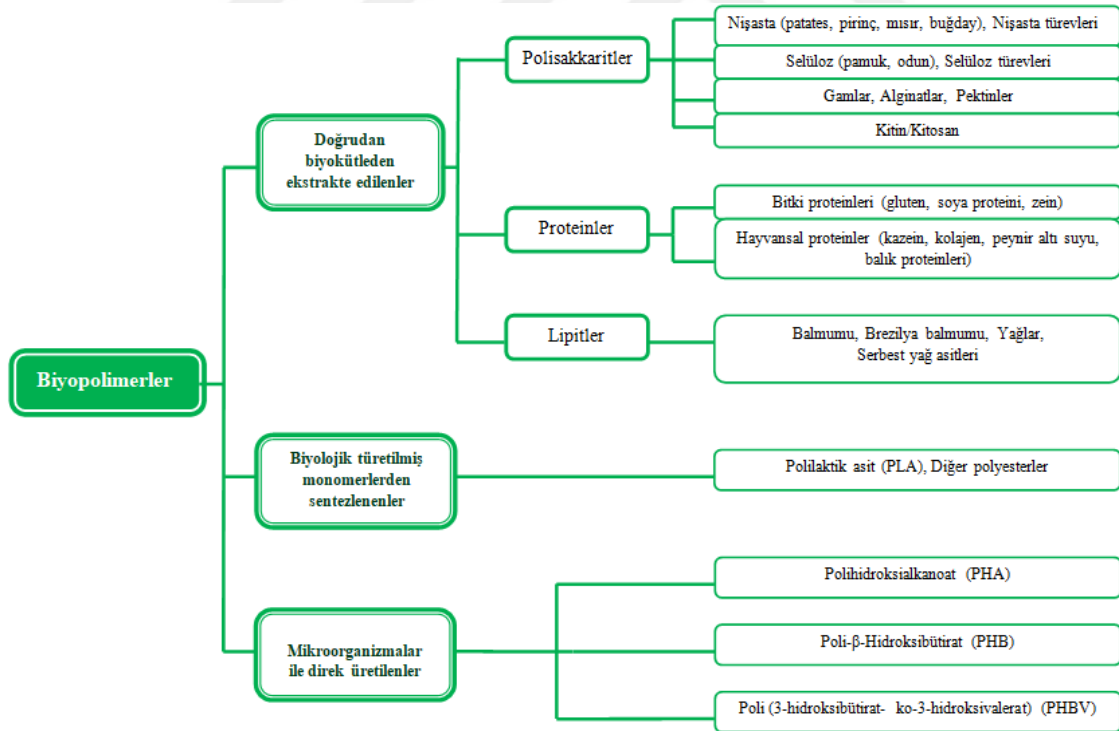 Biyopolimerler
Doğrudan
biyokütleden
ekstrakte edilenler
Polisakkaritler
Nişasta (patates, pirinç, mısır, buğday), Nişasta türevleri
Selüloz (pamuk, odun), Selüloz türevleri
Gamlar, Alginatlar, Pektinler
Kitin/Kitosan
Proteinler
Bitki proteinleri (gluten, soya proteini, zein)
Hayvansal proteinler (kazein, kolajen, peynir altı suyu,
balık proteinleri)
Lipitler
Balmumu, Brezilya balmumu, Yağlar,
Serbest yağ asitleri
Biyolojik türetilmiş
monomerlerden
sentezlenenler
Polilaktik asit (PLA), Diğer polyesterler
Mikroorganizmalar
ile direk üretilenler
Polihidroksialkanoat (PHA)
Poli-β-Hidroksibütirat (PHB)
Poli (3-hidroksibütirat- ko-3-hidroksivalerat) (PHBV)